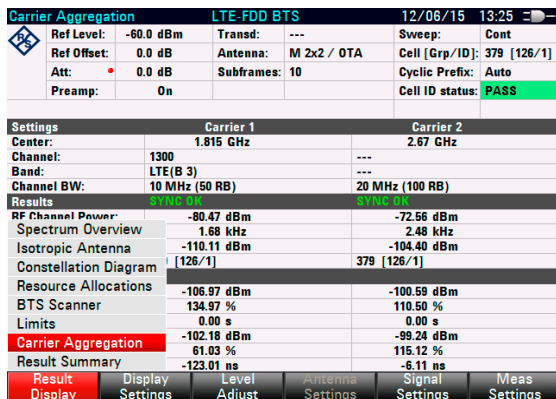 Carrier Aggregation LTE-FDD BTS 12/06/15 13:25
Ref Level: -60.0 dBm Transd: --- Sweep: Cont
Ref Offset: 0.0 dB Antenna: M 2x2 / OTA Cell [Grp/ID]: 379 [126/1]
Att: 0.0 dB Subframes: 10 Cyclic Prefix: Auto
Preamp: On Cell ID status: PASS
Settings Carrier 1 Carrier 2
Center: 1.815 GHz 2.67 GHz
Channel: 1300 ---
Band: LTE(B 3) ---
Channel BW: 10 MHz (50 RB) 20 MHz (100 RB)
Results SYNC OK SYNC OK
RF Channel Power: -80.47 dBm -72.56 dBm
Spectrum Overview 1.68 kHz 2.48 kHz
Isotropic Antenna -110.11 dBm -104.40 dBm
Constellation Diagram [126/1] 379 [126/1]
Resource Allocations
-106.97 dBm -100.59 dBm
BTS Scanner 134.97 % 110.50 %
Limits 0.00 s 0.00 s
Carrier Aggregation -102.18 dBm -99.24 dBm
61.03 % 115.12 %
Result Summary -123.01 ns -6.11 ns
Result Display Settings Level Adjust Antenna Settings Signal Settings Meas Settings
Display